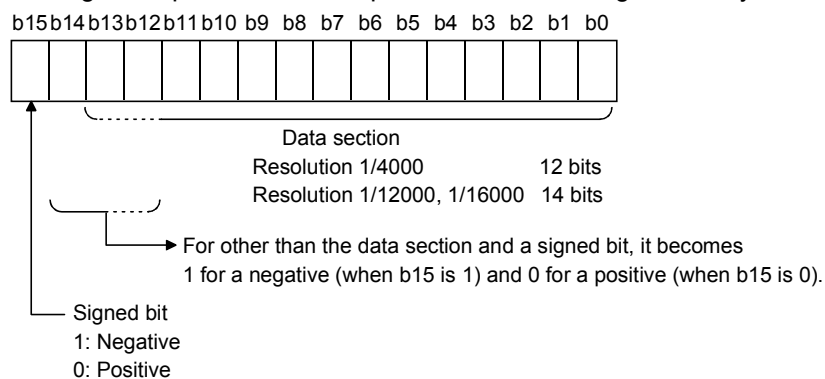 b15 b14 b13 b12 b11 b10 b9 b8 b7 b6 b5 b4 b3 b2 b1 b0
Data section
Resolution 1/4000 12 bits
Resolution 1/12000, 1/16000 14 bits
For other than the data section and a signed bit, it becomes
1 for a negative (when b15 is 1) and 0 for a positive (when b15 is 0).
Signed bit
1: Negative
0: Positive